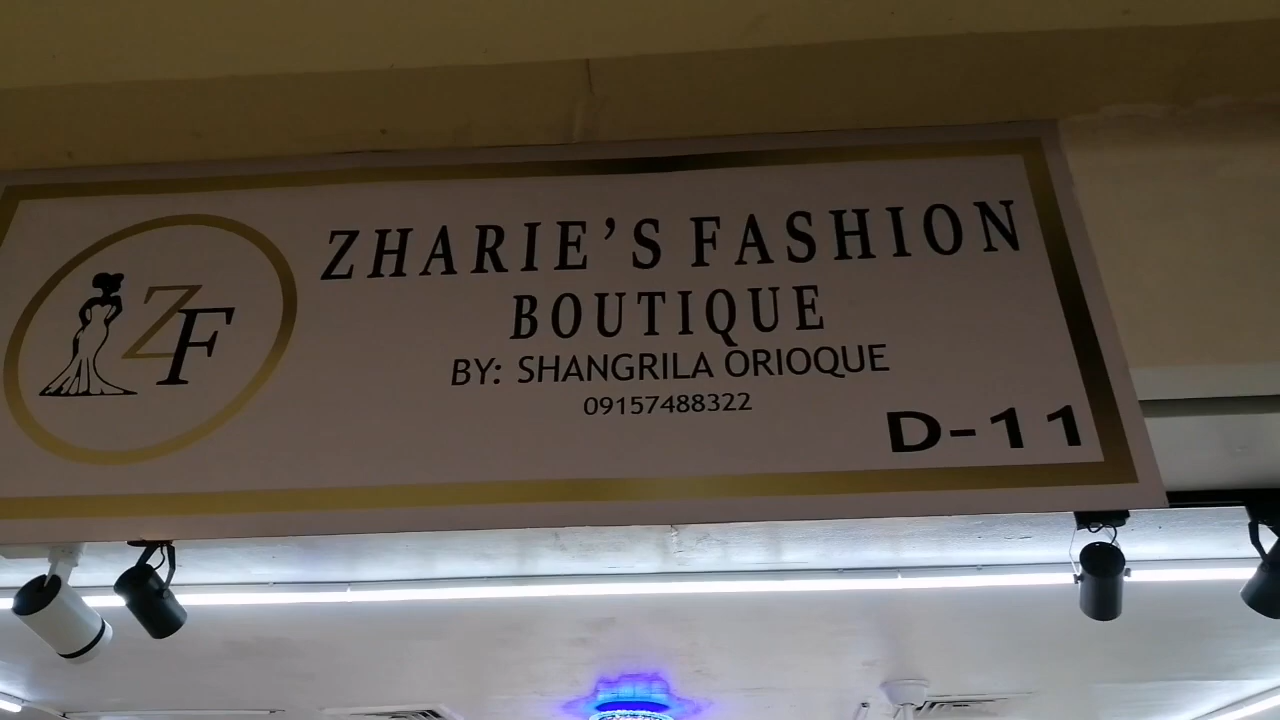 ZF
ZHARIE'S FASHION
BOUTIQUE
BY: SHANGRILA ORIOQUE
09157488322
D-11